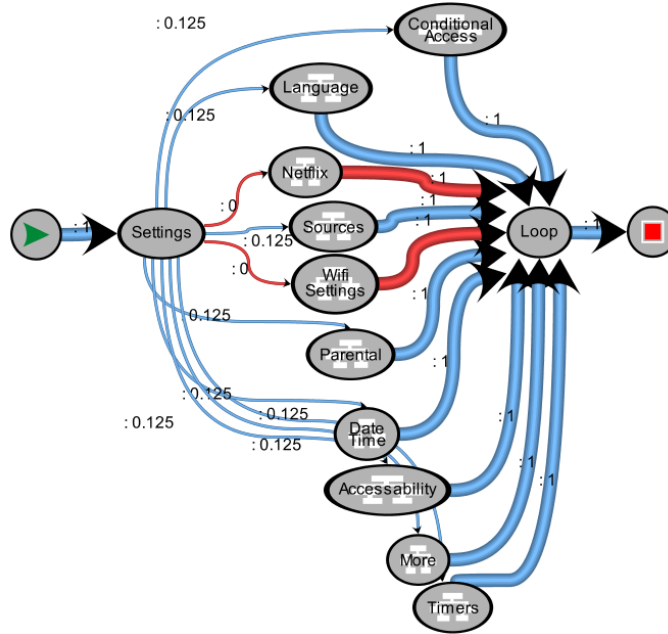 : 0.125
Conditional
Access
Language
: 0.125
: 1
: 1
Netflix
: 1
: 0
: 1
: 1
Settings
Sources
: 0.125
Loop
: 1
: 1
: 0
Wifi
Settings
: 1
: 0.125
Parental
: 1
: 0.125
: 0.125
: 0.125
: 0.125
Date
Time
: 1
Accessability
: 1
: 1
More
Timers